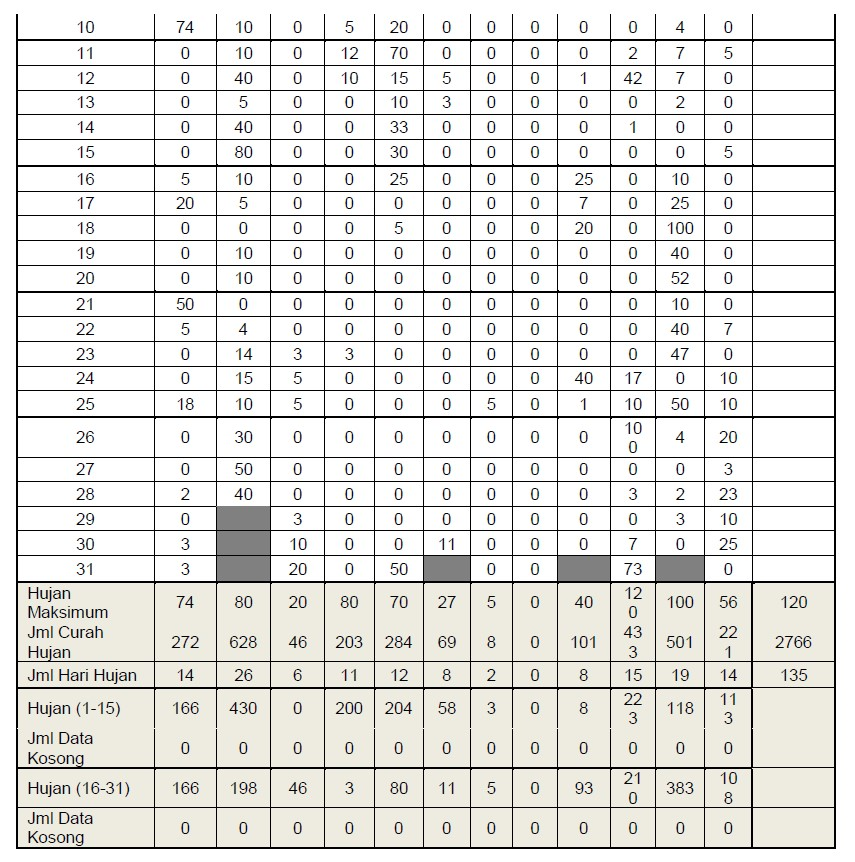 10 74 10 0 5 20 0 0 0 0 0 4 0
11 0 10 0 12 70 0 0 0 0 2 7 5
12 0 40 0 10 15 5 0 0 1 42 7 0
13 0 5 0 0 10 3 0 0 0 0 2 0
14 0 40 0 0 33 0 0 0 0 1 0 0
15 0 80 0 0 30 0 0 0 0 0 0 5
16 5 10 0 0 25 0 0 0 25 0 10 0
17 20 5 0 0 0 0 0 0 7 0 25 0
18 0 0 0 0 5 0 0 0 20 0 100 0
19 0 10 0 0 0 0 0 0 0 0 40 0
20 0 10 0 0 0 0 0 0 0 0 52 0
21 50 0 0 0 0 0 0 0 0 0 10 0
22 5 4 0 0 0 0 0 0 0 0 40 7
23 0 14 3 3 0 0 0 0 0 0 47 0
24 0 15 5 0 0 0 0 0 40 17 0 10
25 18 10 5 0 0 0 5 0 1 10 50 10
26 0 30 0 0 0 0 0 0 0 10
0 4 20
27 0 50 0 0 0 0 0 0 0 0 0 3
28 2 40 0 0 0 0 0 0 0 3 2 23
29 0 3 0 0 0 0 0 0 0 3 10
30 3 10 0 0 11 0 0 0 7 0 25
31 3 20 0 50 0 0 73 0
Hujan
Maksimum 74 80 20 80 70 27 5 0 40 12
0 100 56 120
Jml Curah
Hujan 272 628 46 203 284 69 8 0 101 43
3 501 22
1 2766
Jml Hari Hujan 14 26 6 11 12 8 2 0 8 15 19 14 135
Hujan (1-15) 166 430 0 200 204 58 3 0 8 22
3 118 11
3
Jml Data
Kosong 0 0 0 0 0 0 0 0 0 0 0 0
Hujan (16-31) 166 198 46 3 80 11 5 0 93 21
0 383 10
8
Jml Data
Kosong 0 0 0 0 0 0 0 0 0 0 0 0